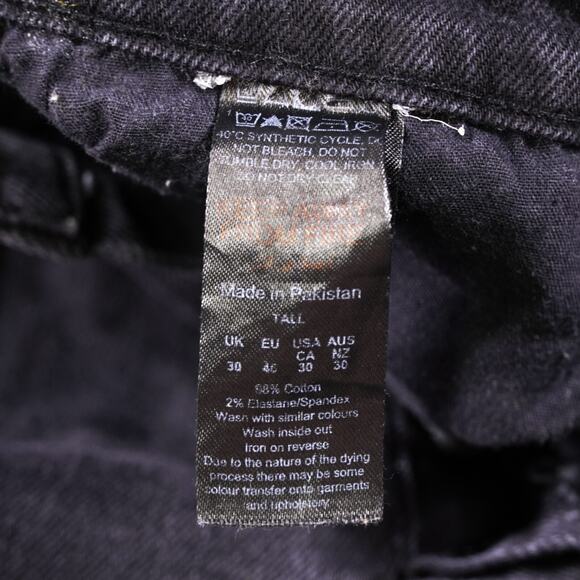 40°C SYNTHETIC CYCLE, DO
NOT BLEACH, DO NOT
TUMBLE DRY, COOL IRON
DO NOT DRY CLEAN
Made in Pakistan
TALL
UK EU USA AUS
CA NZ
30 46 30 30
98% Cotton
2% Elastane/Spandex
Wash with similar colours
Wash inside out
Iron on reverse
Due to the nature of the dying
process there may be some
colour transfer onto garments
and upholstery